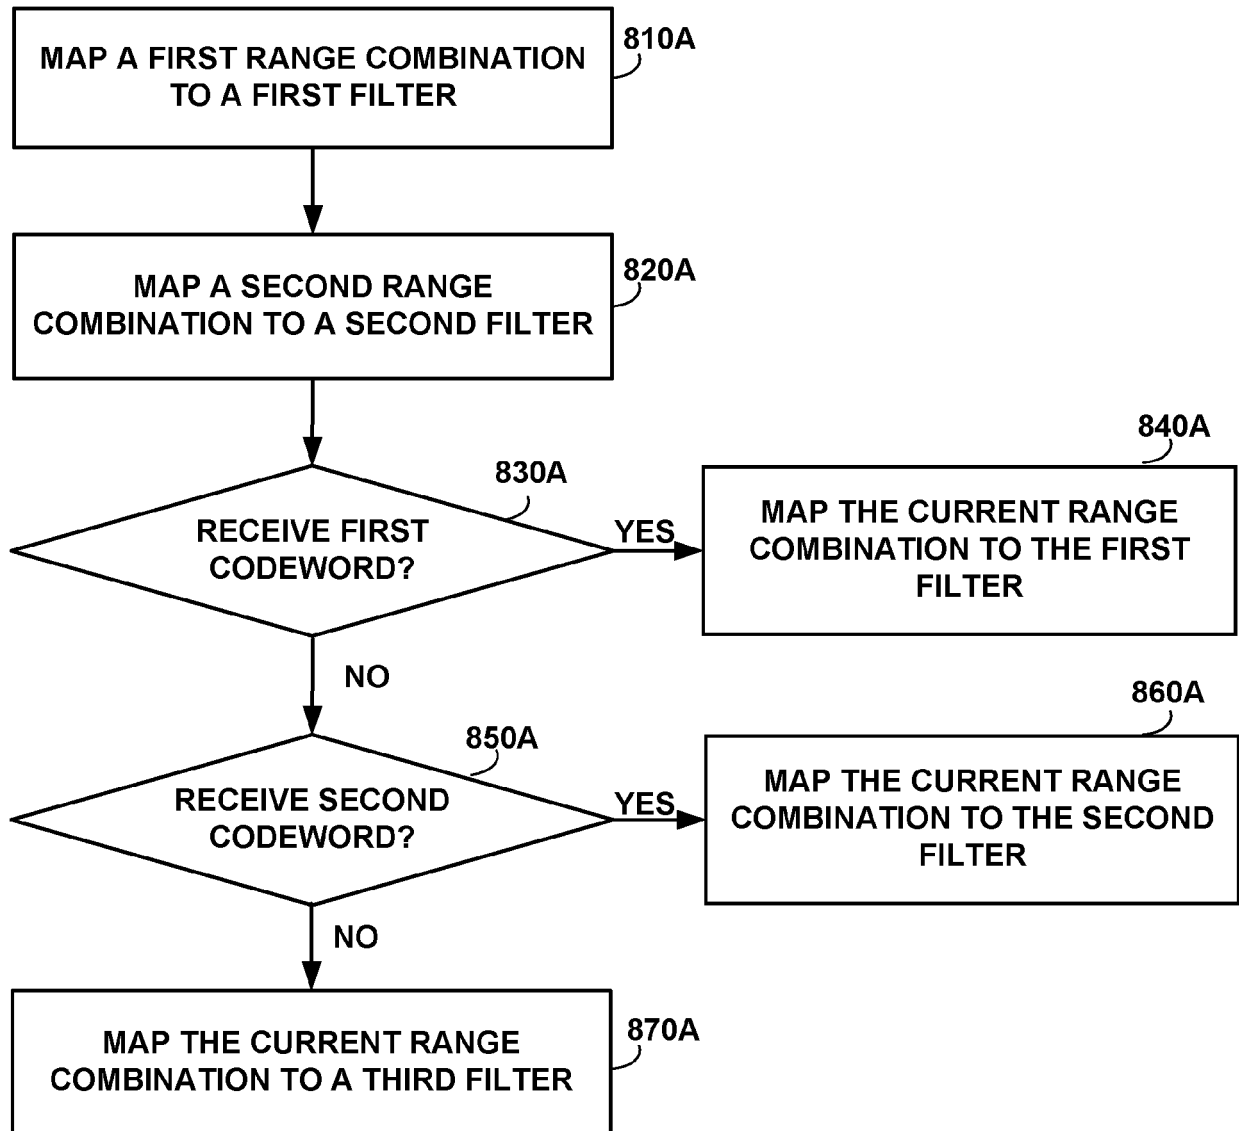 MAP A FIRST RANGE COMBINATION
TO A FIRST FILTER
810A
MAP A SECOND RANGE
COMBINATION TO A SECOND FILTER
820A
RECEIVE FIRST
CODEWORD?
830A
YES
MAP THE CURRENT RANGE
COMBINATION TO THE FIRST
FILTER
840A
NO
RECEIVE SECOND
CODEWORD?
850A
YES
MAP THE CURRENT RANGE
COMBINATION TO THE SECOND
FILTER
860A
NO
MAP THE CURRENT RANGE
COMBINATION TO A THIRD FILTER
870A